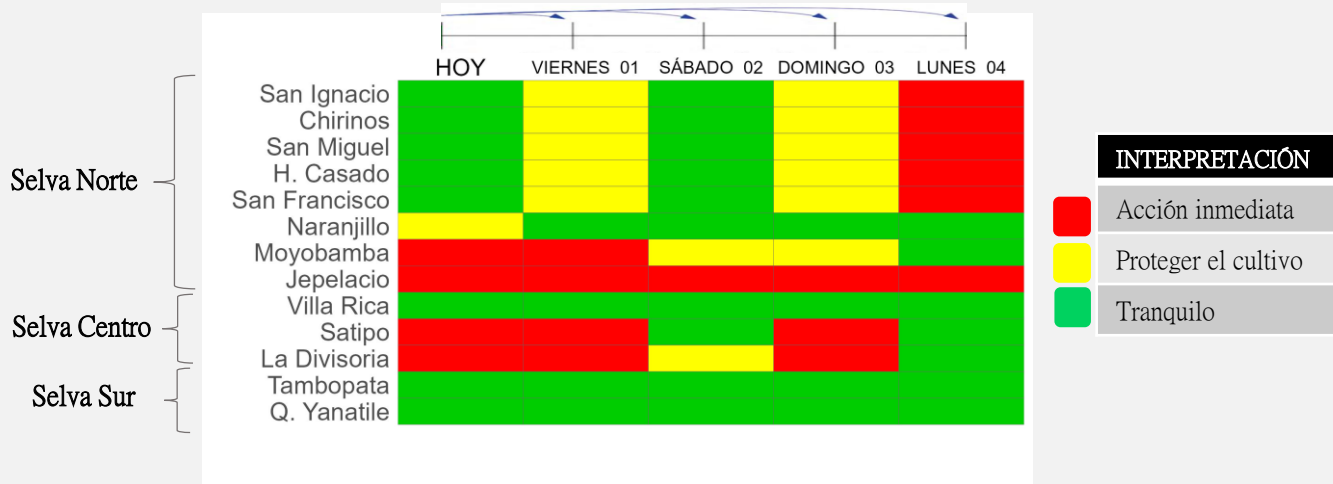 HOY VIERNES 01 SÁBADO 02 DOMINGO 03 LUNES 04
Selva Norte
San Ignacio
Chirinos
San Miguel
H. Casado
San Francisco
Naranjillo
Moyobamba
Jepelacio
Selva Centro
Villa Rica
Satipo
La Divisoria
Selva Sur
Tambopata
Q. Yanatile
INTERPRETACIÓN
Acción inmediata
Proteger el cultivo
Tranquilo